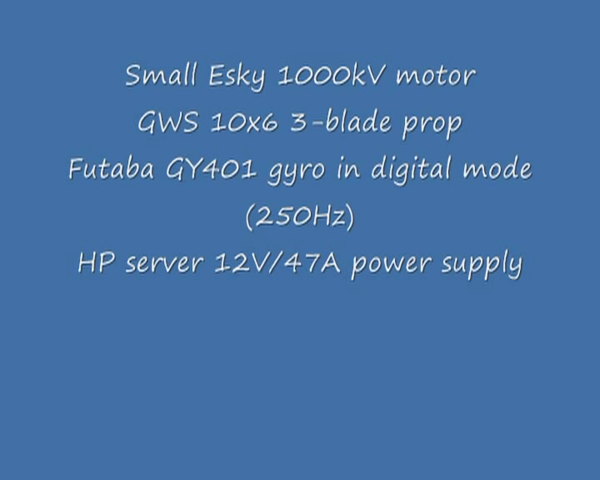 Small Esky 1000kV motor
GWS 10x6 3-blade prop
Futaba GY401 gyro in digital mode
(250Hz)
HP server 12V/47A power supply